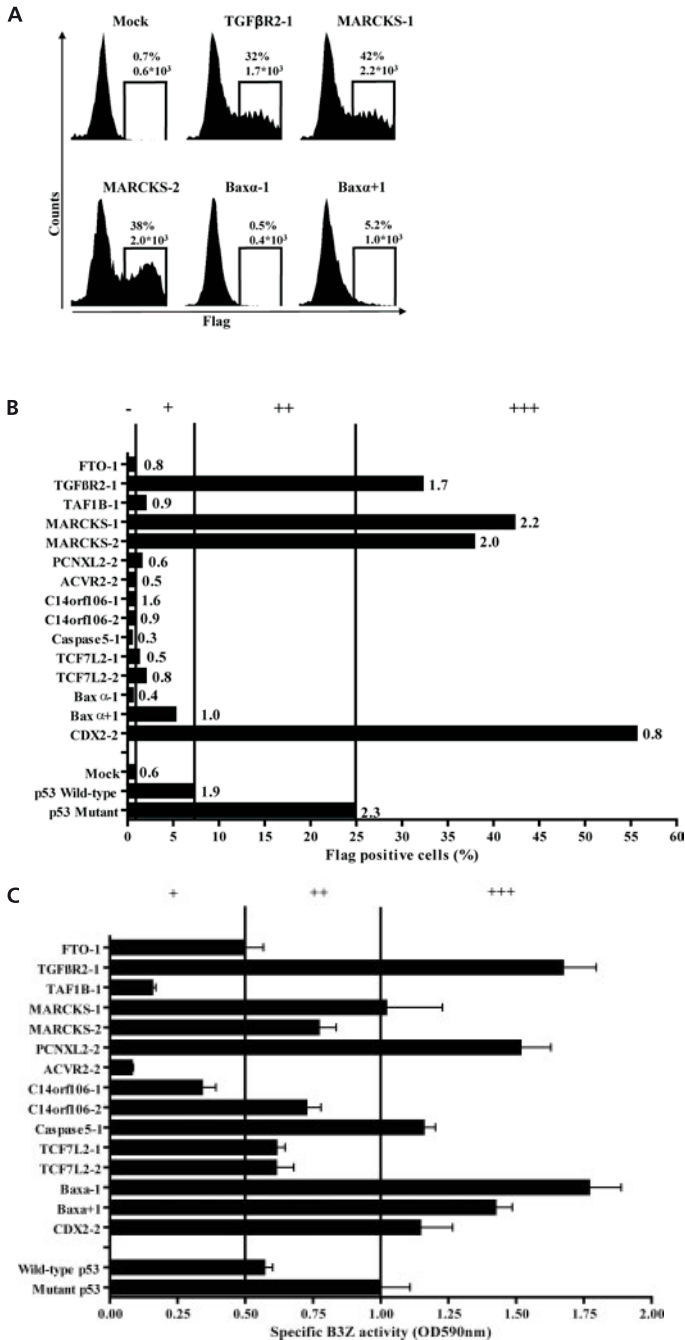 A
Mock TGFβR2-1 MARCKS-1
0.7% 32% 42%
0.6*10³ 1.7*10³ 2.2*10³
MARCKS-2 Baxα-1 Baxα+1
38% 0.5% 5.2%
2.0*10³ 0.4*10³ 1.0*10³
Counts
Flag
B
- + ++ +++
FTO-1 0.8
TGFßR2-1 1.7
TAF1B-1 0.9
MARCKS-1 2.2
MARCKS-2 2.0
PCNXL2-2 0.6
ACVR2-2 0.5
C14orf106-1 1.6
C14orf106-2 0.9
Caspase5-1 0.3
TCF7L2-1 0.5
TCF7L2-2 0.8
Bax α-1 0.4
Bax α+1 1.0
CDX2-2 0.8
Mock 0.6
p53 Wild-type 1.9
p53 Mutant 2.3
0 5 10 15 20 25 30 35 40 45 50 55 60
Flag positive cells (%)
C
+ ++ +++
FTO-1
TGFßR2-1
TAF1B-1
MARCKS-1
MARCKS-2
PCNXL2-2
ACVR2-2
C14orf106-1
C14orf106-2
Caspase5-1
TCF7L2-1
TCF7L2-2
Baxa-1
Baxa+1
CDX2-2
Wild-type p53
Mutant p53
0.00 0.25 0.50 0.75 1.00 1.25 1.50 1.75 2.00
Specific B3Z activity (OD590nm)